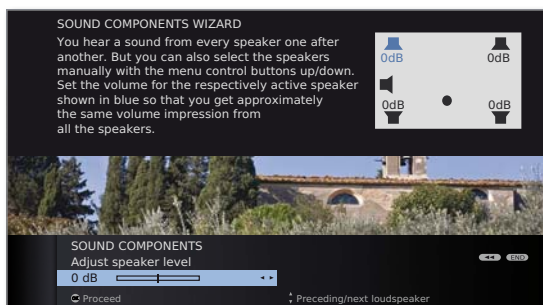 SOUND COMPONENTS WIZARD
You hear a sound from every speaker one after
another. But you can also select the speakers
manually with the menu control buttons up/down.
Set the volume for the respectively active speaker
shown in blue so that you get approximately
the same volume impression from
all the speakers.
0dB 0dB
0dB 0dB
SOUND COMPONENTS
Adjust speaker level
0 dB
Proceed
Preceding/next loudspeaker
END